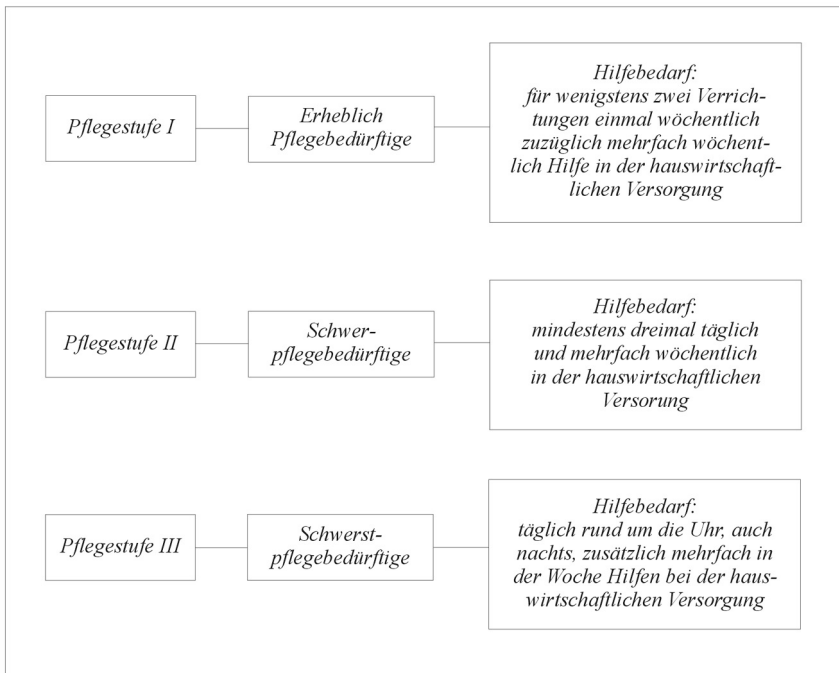 Pflegestufe I
Erheblich
Pflegebedürftige
Hilfebedarf:
für wenigstens zwei Verrich-
tungen einmal wöchentlich
zuzüglich mehrfach wöchent-
lich Hilfe in der hauswirtschaft-
lichen Versorgung
Pflegestufe II
Schwer-
pflegebedürftige
Hilfebedarf:
mindestens dreimal täglich
und mehrfach wöchentlich
in der hauswirtschaftlichen
Versorung
Pflegestufe III
Schwerst-
pflegebedürftige
Hilfebedarf:
täglich rund um die Uhr, auch
nachts, zusätzlich mehrfach in
der Woche Hilfen bei der haus-
wirtschaftlichen Versorgung